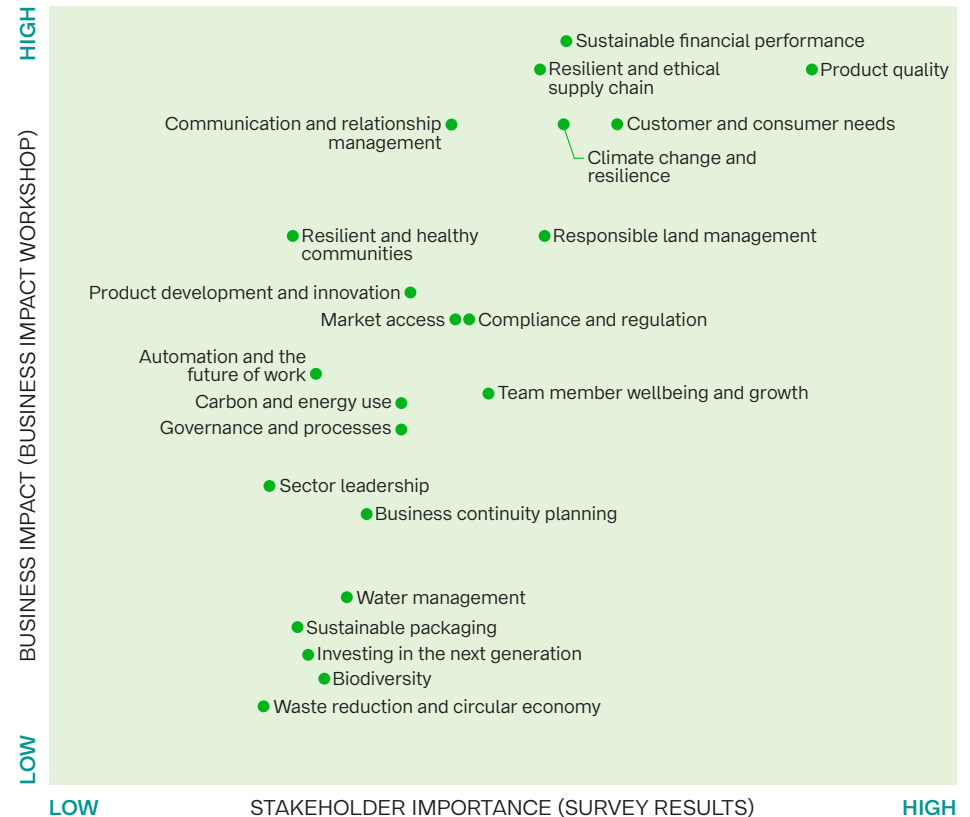 HIGH
BUSINESS IMPACT (BUSINESS IMPACT WORKSHOP)
LOW
Sustainable financial performance
Resilient and ethical
supply chain
Product quality
Communication and relationship
management
Customer and consumer needs
Climate change and
resilience
Resilient and healthy
communities
Responsible land management
Product development and innovation
Market access
Compliance and regulation
Automation and the
future of work
Team member wellbeing and growth
Carbon and energy use
Governance and processes
Sector leadership
Business continuity planning
Water management
Sustainable packaging
Investing in the next generation
Biodiversity
Waste reduction and circular economy
LOW
STAKEHOLDER IMPORTANCE (SURVEY RESULTS)
HIGH